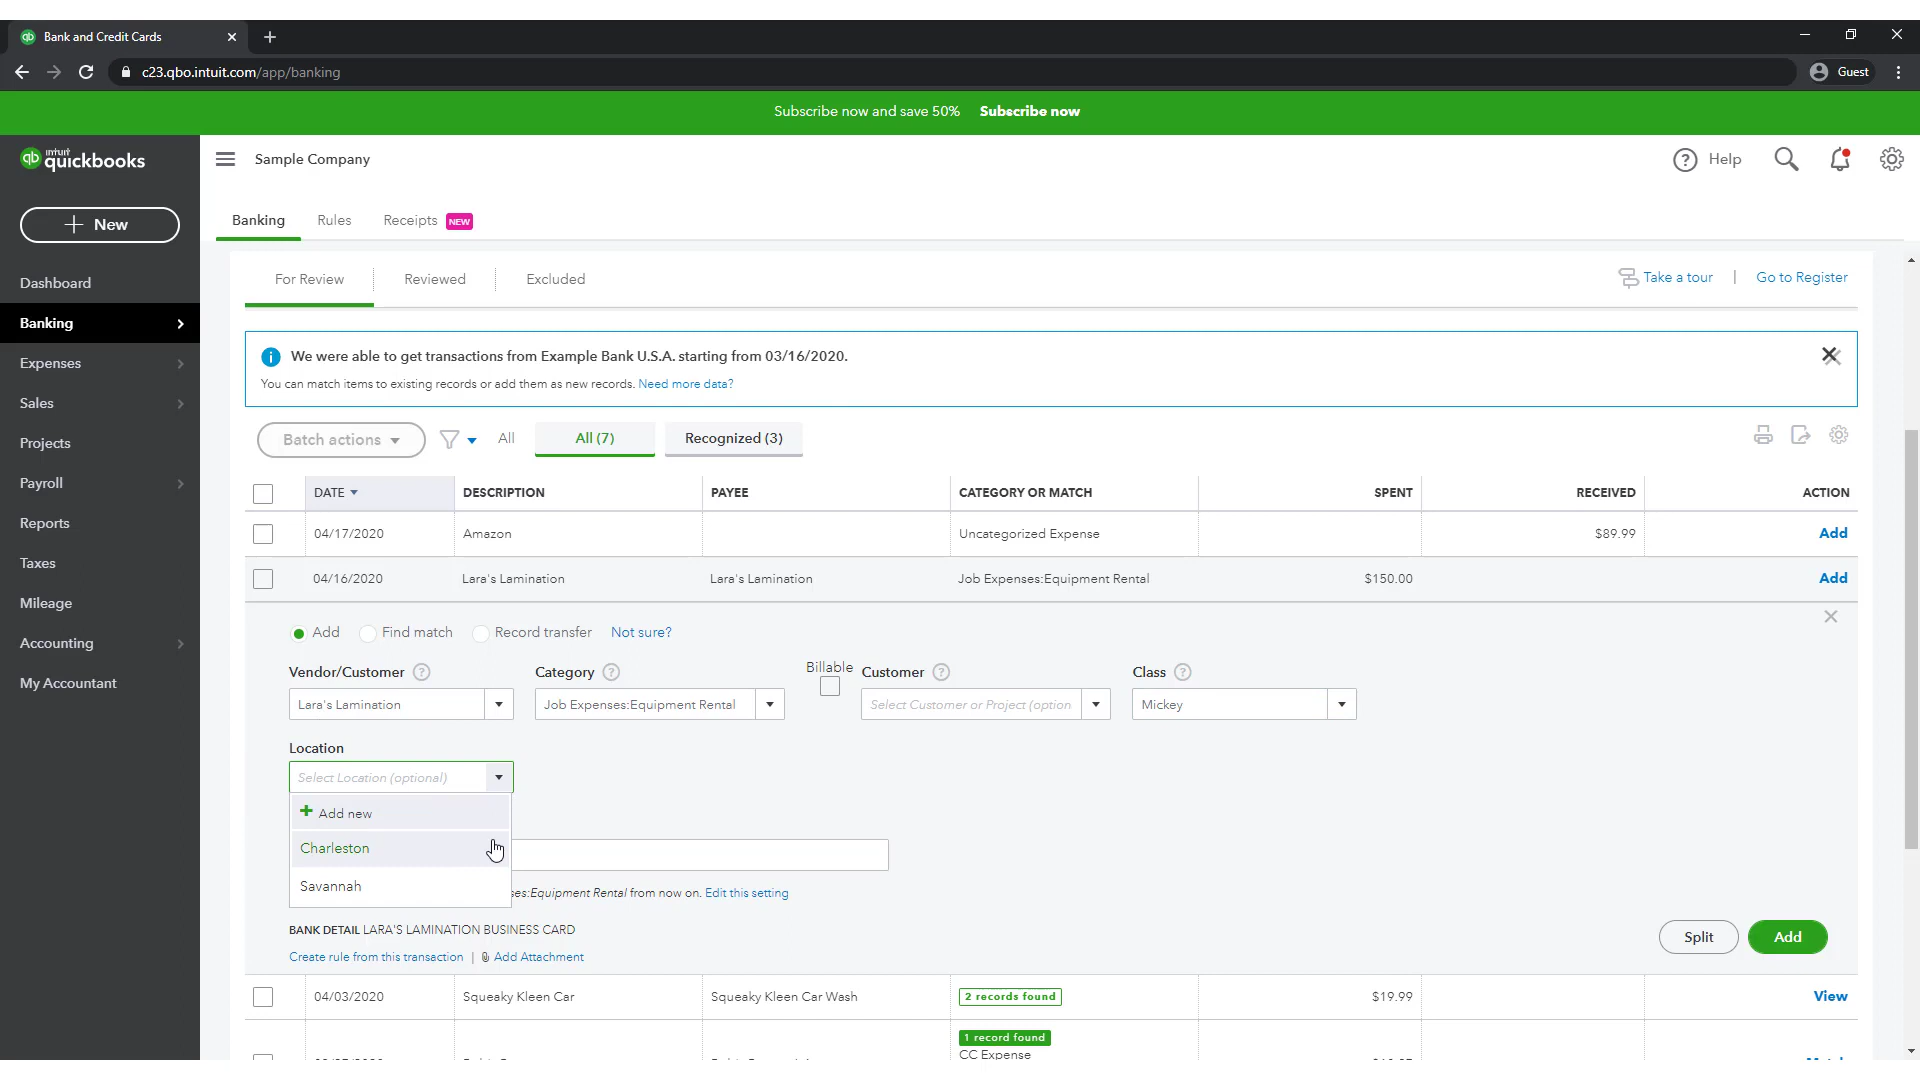 Bank and Credit Cards
c23.qbo.intuit.com/app/banking
Guest
Subscribe now and save 50% Subscribe now
intuit quickbooks
Sample Company
Help
New
Banking Rules Receipts NEW
Dashboard
Banking
Expenses
Sales
Projects
Payroll
Reports
Taxes
Mileage
Accounting
My Accountant
For Review Reviewed Excluded
Take a tour | Go to Register
We were able to get transactions from Example Bank U.S.A. starting from 03/16/2020.
You can match items to existing records or add them as new records. Need more data?
Batch actions All All (7) Recognized (3)
DATE DESCRIPTION PAYEE CATEGORY OR MATCH SPENT RECEIVED ACTION
04/17/2020 Amazon Uncategorized Expense $89.99 Add
04/16/2020 Lara's Lamination Lara's Lamination Job Expenses:Equipment Rental $150.00 Add
Add Find match Record transfer Not sure?
Vendor/Customer Category Billable Customer Class
Lara's Lamination Job Expenses:Equipment Rental Select Customer or Project (option Mickey
Location
Select Location (optional)
Add new
Charleston
Savannah
ses:Equipment Rental from now on. Edit this setting
BANK DETAIL LARA'S LAMINATION BUSINESS CARD
Create rule from this transaction | Add Attachment
Split Add
04/03/2020 Squeaky Kleen Car Squeaky Kleen Car Wash 2 records found $19.99 View
1 record found
CC Expense